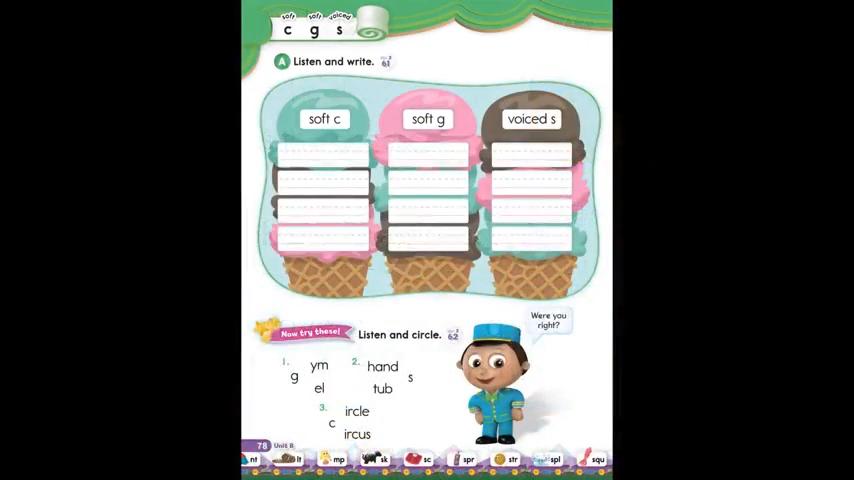 soft soft voiced
c g s
A Listen and write. 61
soft c soft g voiced s
Now try these! Listen and circle. 62
Were you
right?
1. g ym el
2. hand tub s
3. c ircle ircus
78 Unit 8
nt lt mp sk sc spr str spl squ